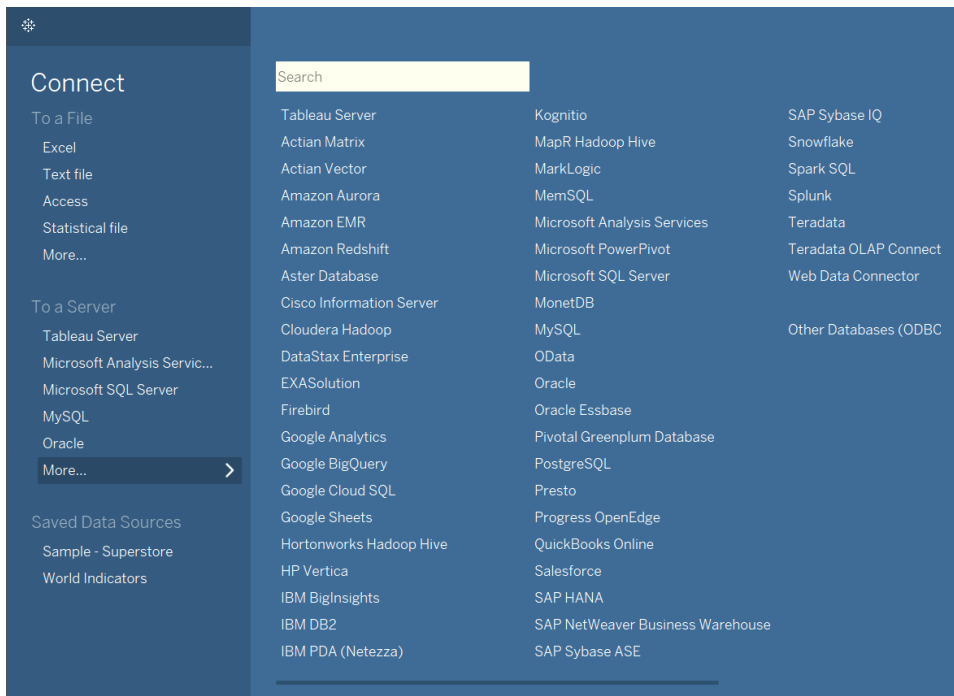 Connect
To a File
Excel
Text file
Access
Statistical file
More...
To a Server
Tableau Server
Microsoft Analysis Servic...
Microsoft SQL Server
MySQL
Oracle
More...
Saved Data Sources
Sample - Superstore
World Indicators
Search
Tableau Server
Actian Matrix
Actian Vector
Amazon Aurora
Amazon EMR
Amazon Redshift
Aster Database
Cisco Information Server
Cloudera Hadoop
DataStax Enterprise
EXASolution
Firebird
Google Analytics
Google BigQuery
Google Cloud SQL
Google Sheets
Hortonworks Hadoop Hive
HP Vertica
IBM BigInsights
IBM DB2
IBM PDA (Netezza)
Kognitio
MapR Hadoop Hive
MarkLogic
MemSQL
Microsoft Analysis Services
Microsoft PowerPivot
Microsoft SQL Server
MonetDB
MySQL
OData
Oracle
Oracle Essbase
Pivotal Greenplum Database
PostgreSQL
Presto
Progress OpenEdge
QuickBooks Online
Salesforce
SAP HANA
SAP NetWeaver Business Warehouse
SAP Sybase ASE
SAP Sybase IQ
Snowflake
Spark SQL
Splunk
Teradata
Teradata OLAP Connect
Web Data Connector
Other Databases (ODBC